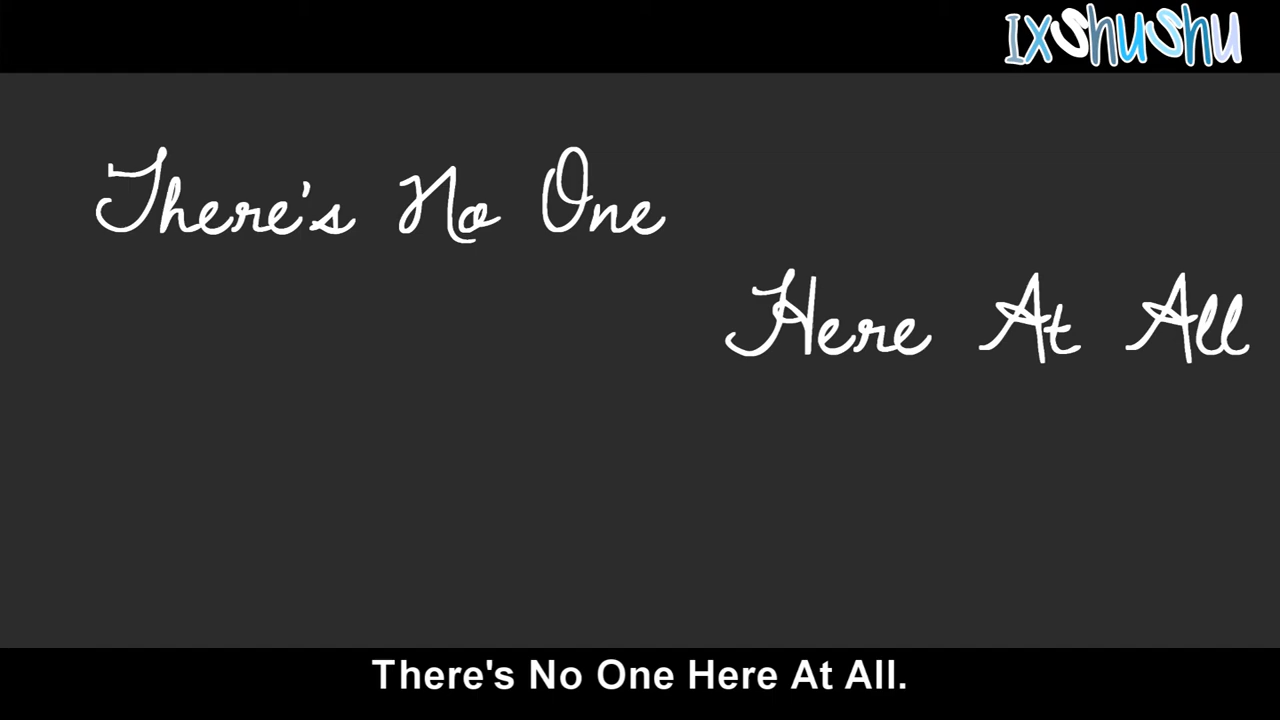 IxShuShu
There's No One
Here At All
There's No One Here At All.